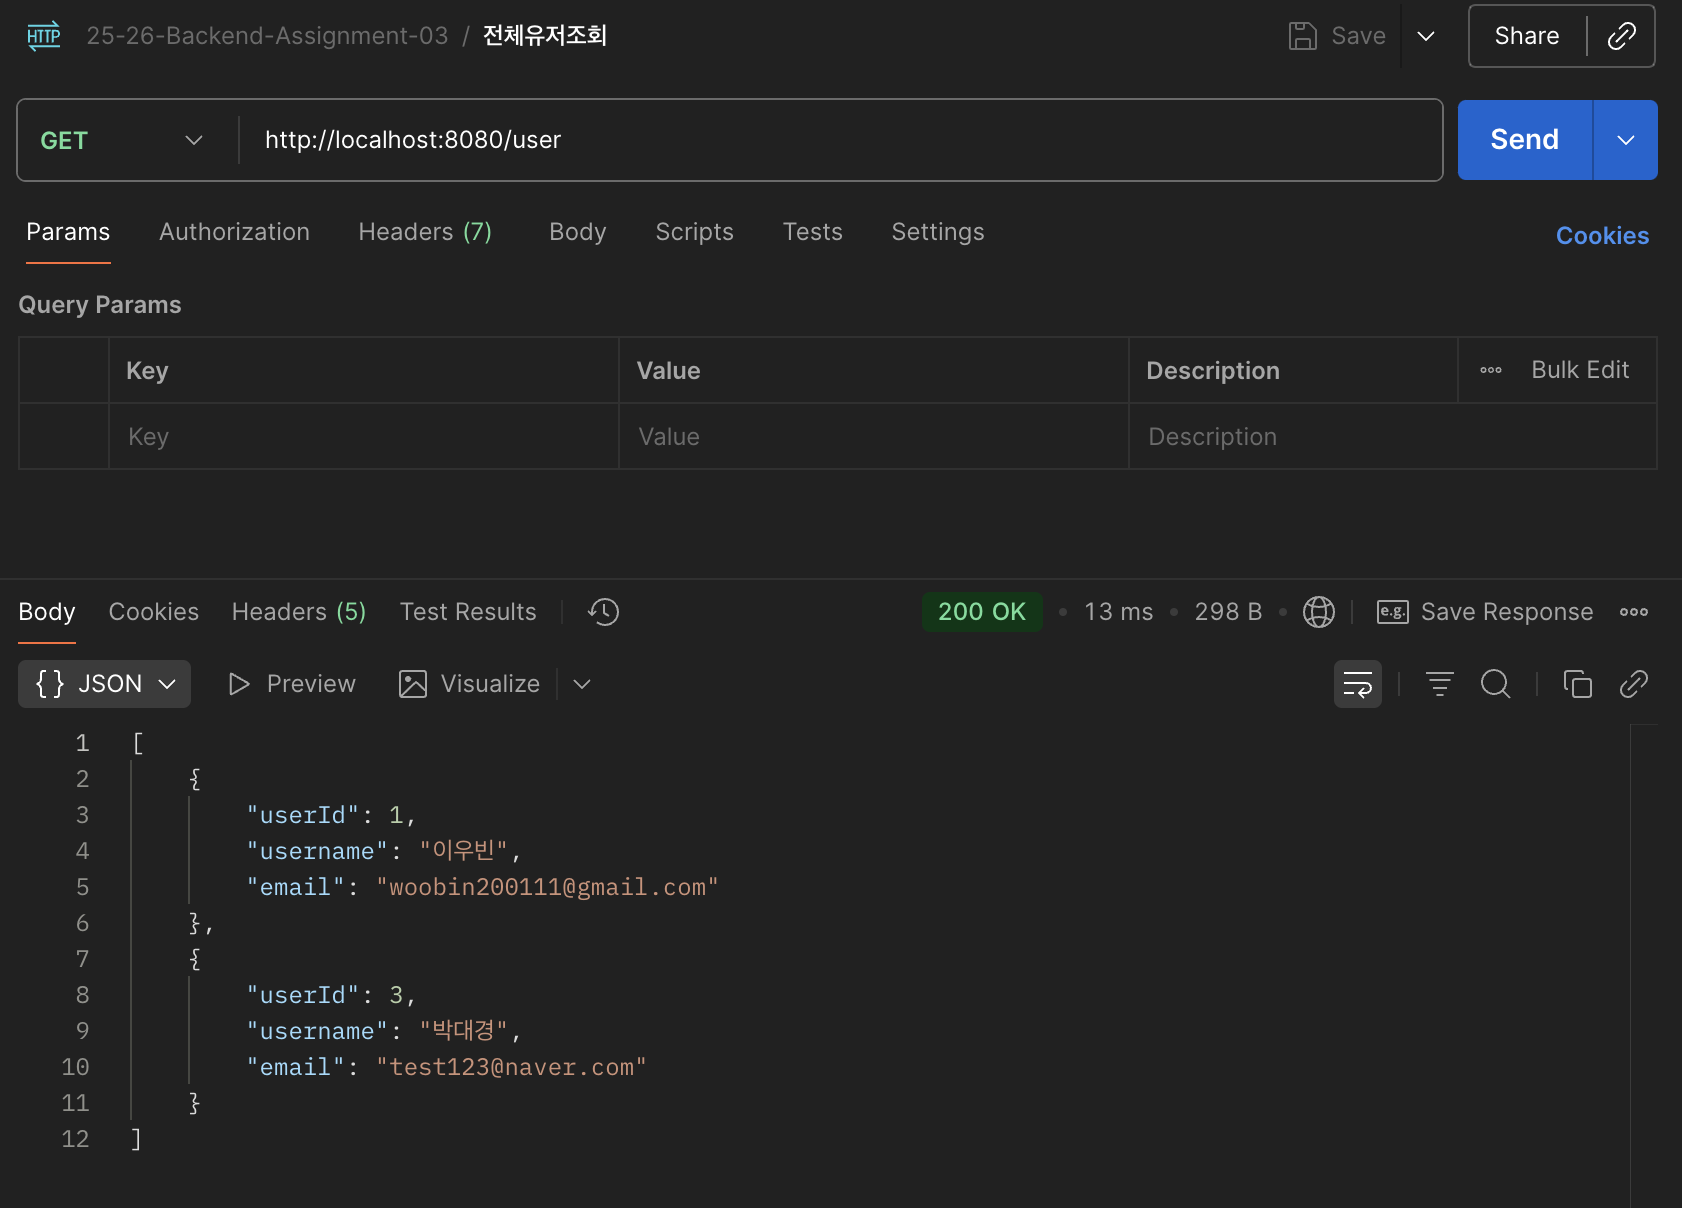 HTTP 25-26-Backend-Assignment-03 / 전체유저조회 Save Share
GET http://localhost:8080/user Send
Params Authorization Headers (7) Body Scripts Tests Settings Cookies
Query Params
Key Value Description Bulk Edit
Key Value Description
Body Cookies Headers (5) Test Results 200 OK • 13 ms • 298 B • e.g. Save Response
{} JSON Preview Visualize
1 [
2 {
3 "userId": 1,
4 "username": "이우빈",
5 "email": "woobin200111@gmail.com"
6 },
7 {
8 "userId": 3,
9 "username": "박대경",
10 "email": "test123@naver.com"
11 }
12 ]